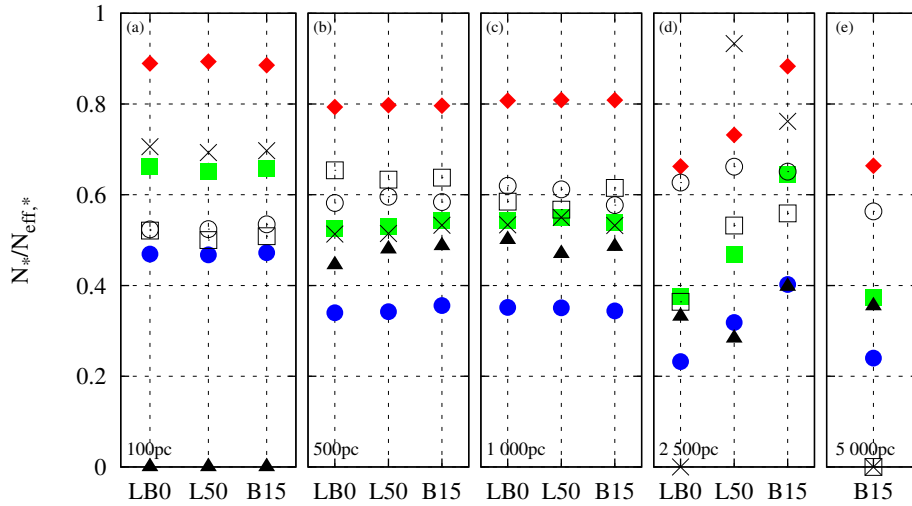 1
(a)
(b)
(c)
(d)
(e)
0.8
0.6
0.4
0.2
0
N*/Neff,*
100pc
500pc
1 000pc
2 500pc
5 000pc
LB0 L50 B15
LB0 L50 B15
LB0 L50 B15
LB0 L50 B15
B15